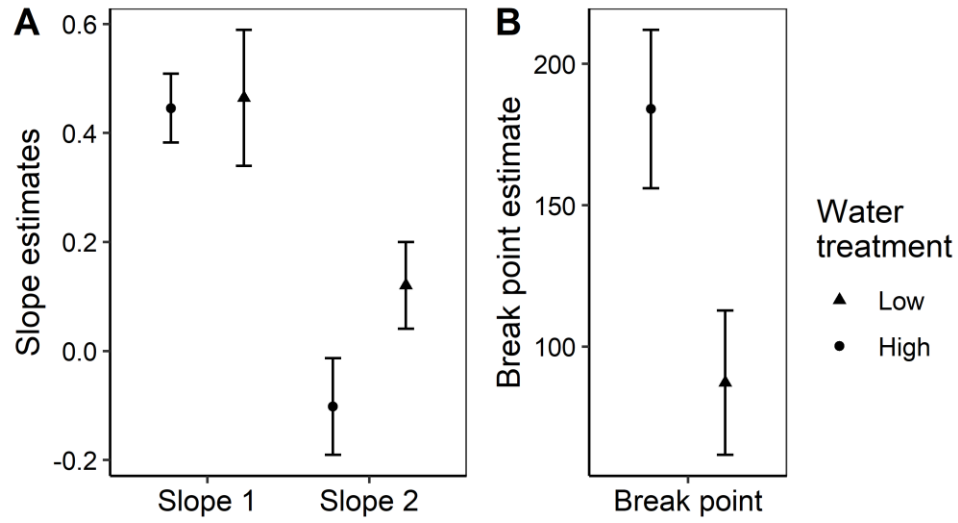 A
Slope estimates
0.6
0.4
0.2
0.0
-0.2
Slope 1
Slope 2
B
Break point estimate
200
150
100
Break point
Water
treatment
Low
High